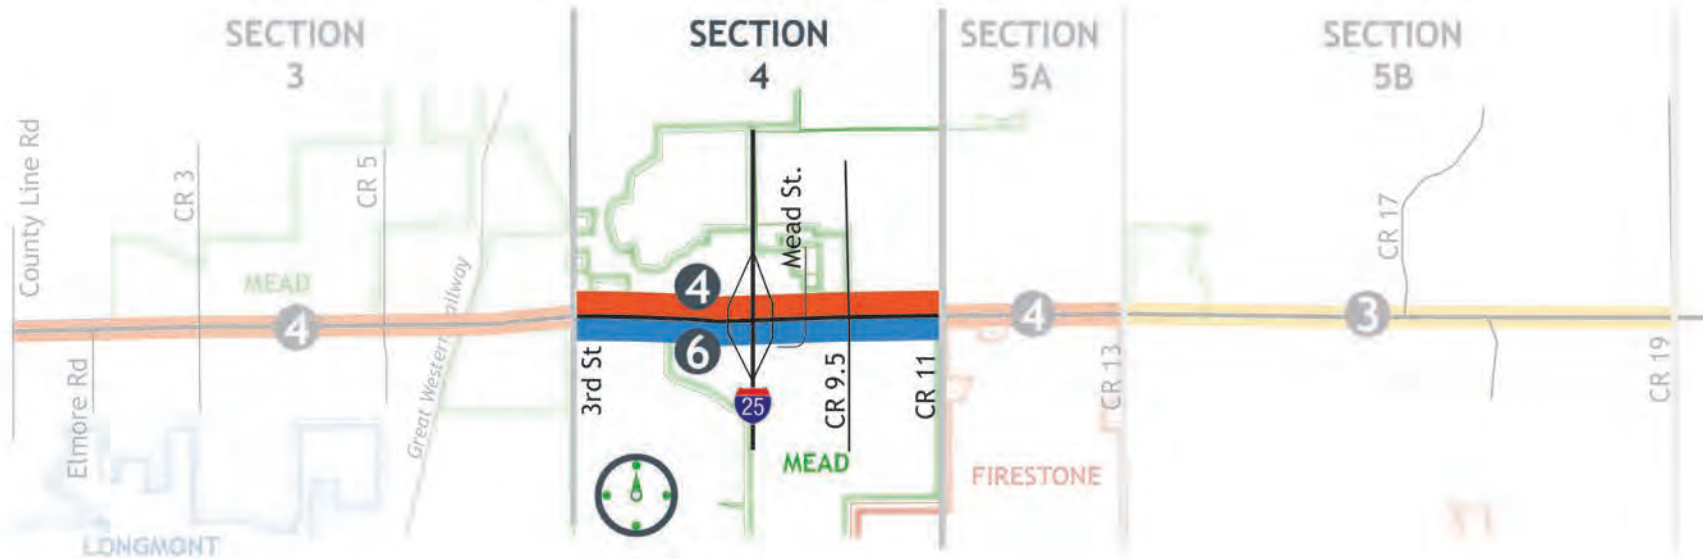 SECTION
3
SECTION
4
SECTION
5A
SECTION
5B
County Line Rd
CR 3
CR 5
Great Western Railway
Mead St.
CR 17
MEAD
4
4
6
4
3
Elmore Rd
3rd St
25
CR 9.5
CR 11
CR 13
CR 19
MEAD
FIRESTONE
LONGMONT